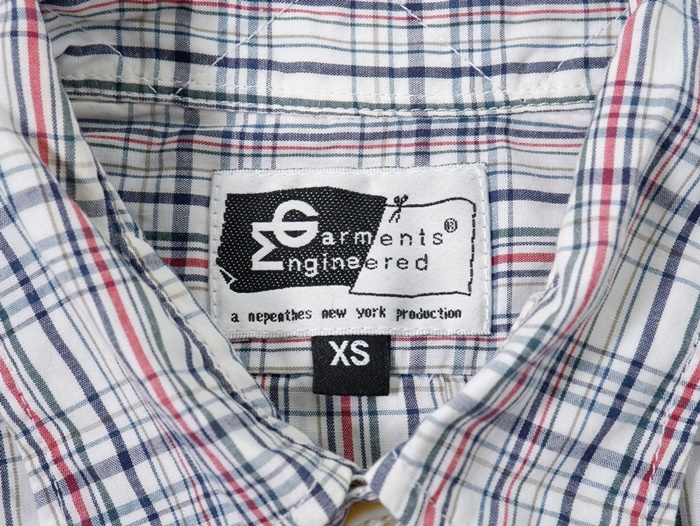 Garments®
Engineered
a nepenthes new york production
XS